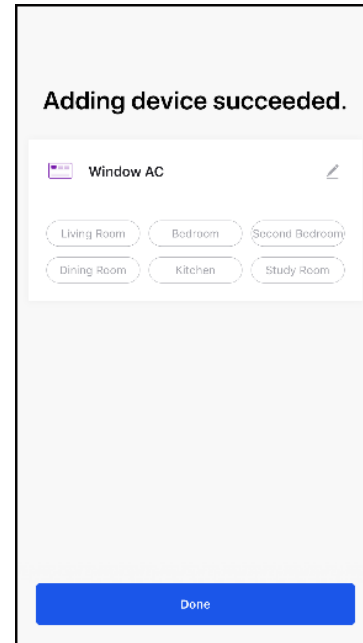 Adding device succeeded.
Window AC
Living Room Bedroom Second Bedroom
Dining Room Kitchen Study Room
Done